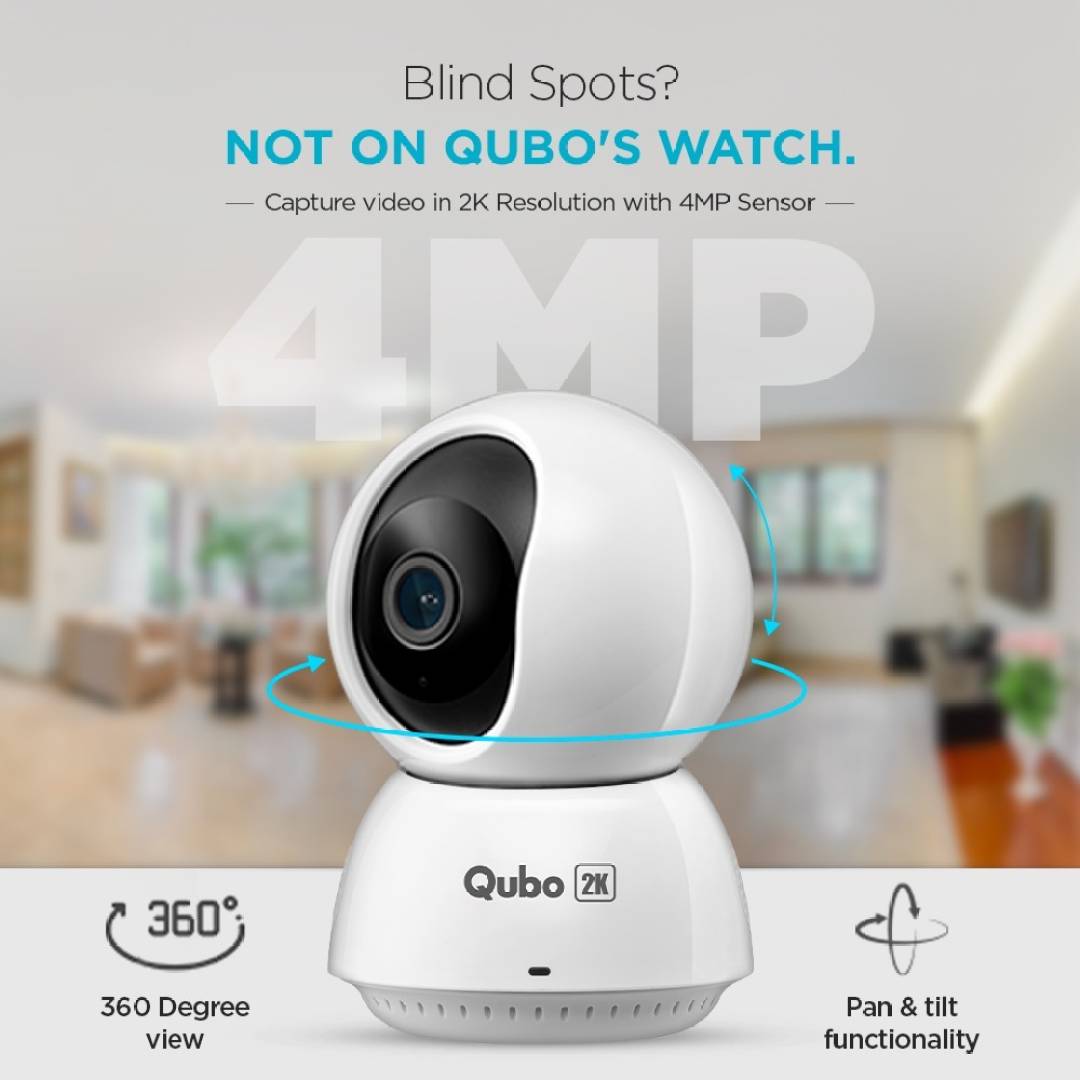 Blind Spots?
NOT ON QUBO'S WATCH.
Capture video in 2K Resolution with 4MP Sensor
4MP
Qubo 2K
360°
360 Degree
view
Pan & tilt
functionality